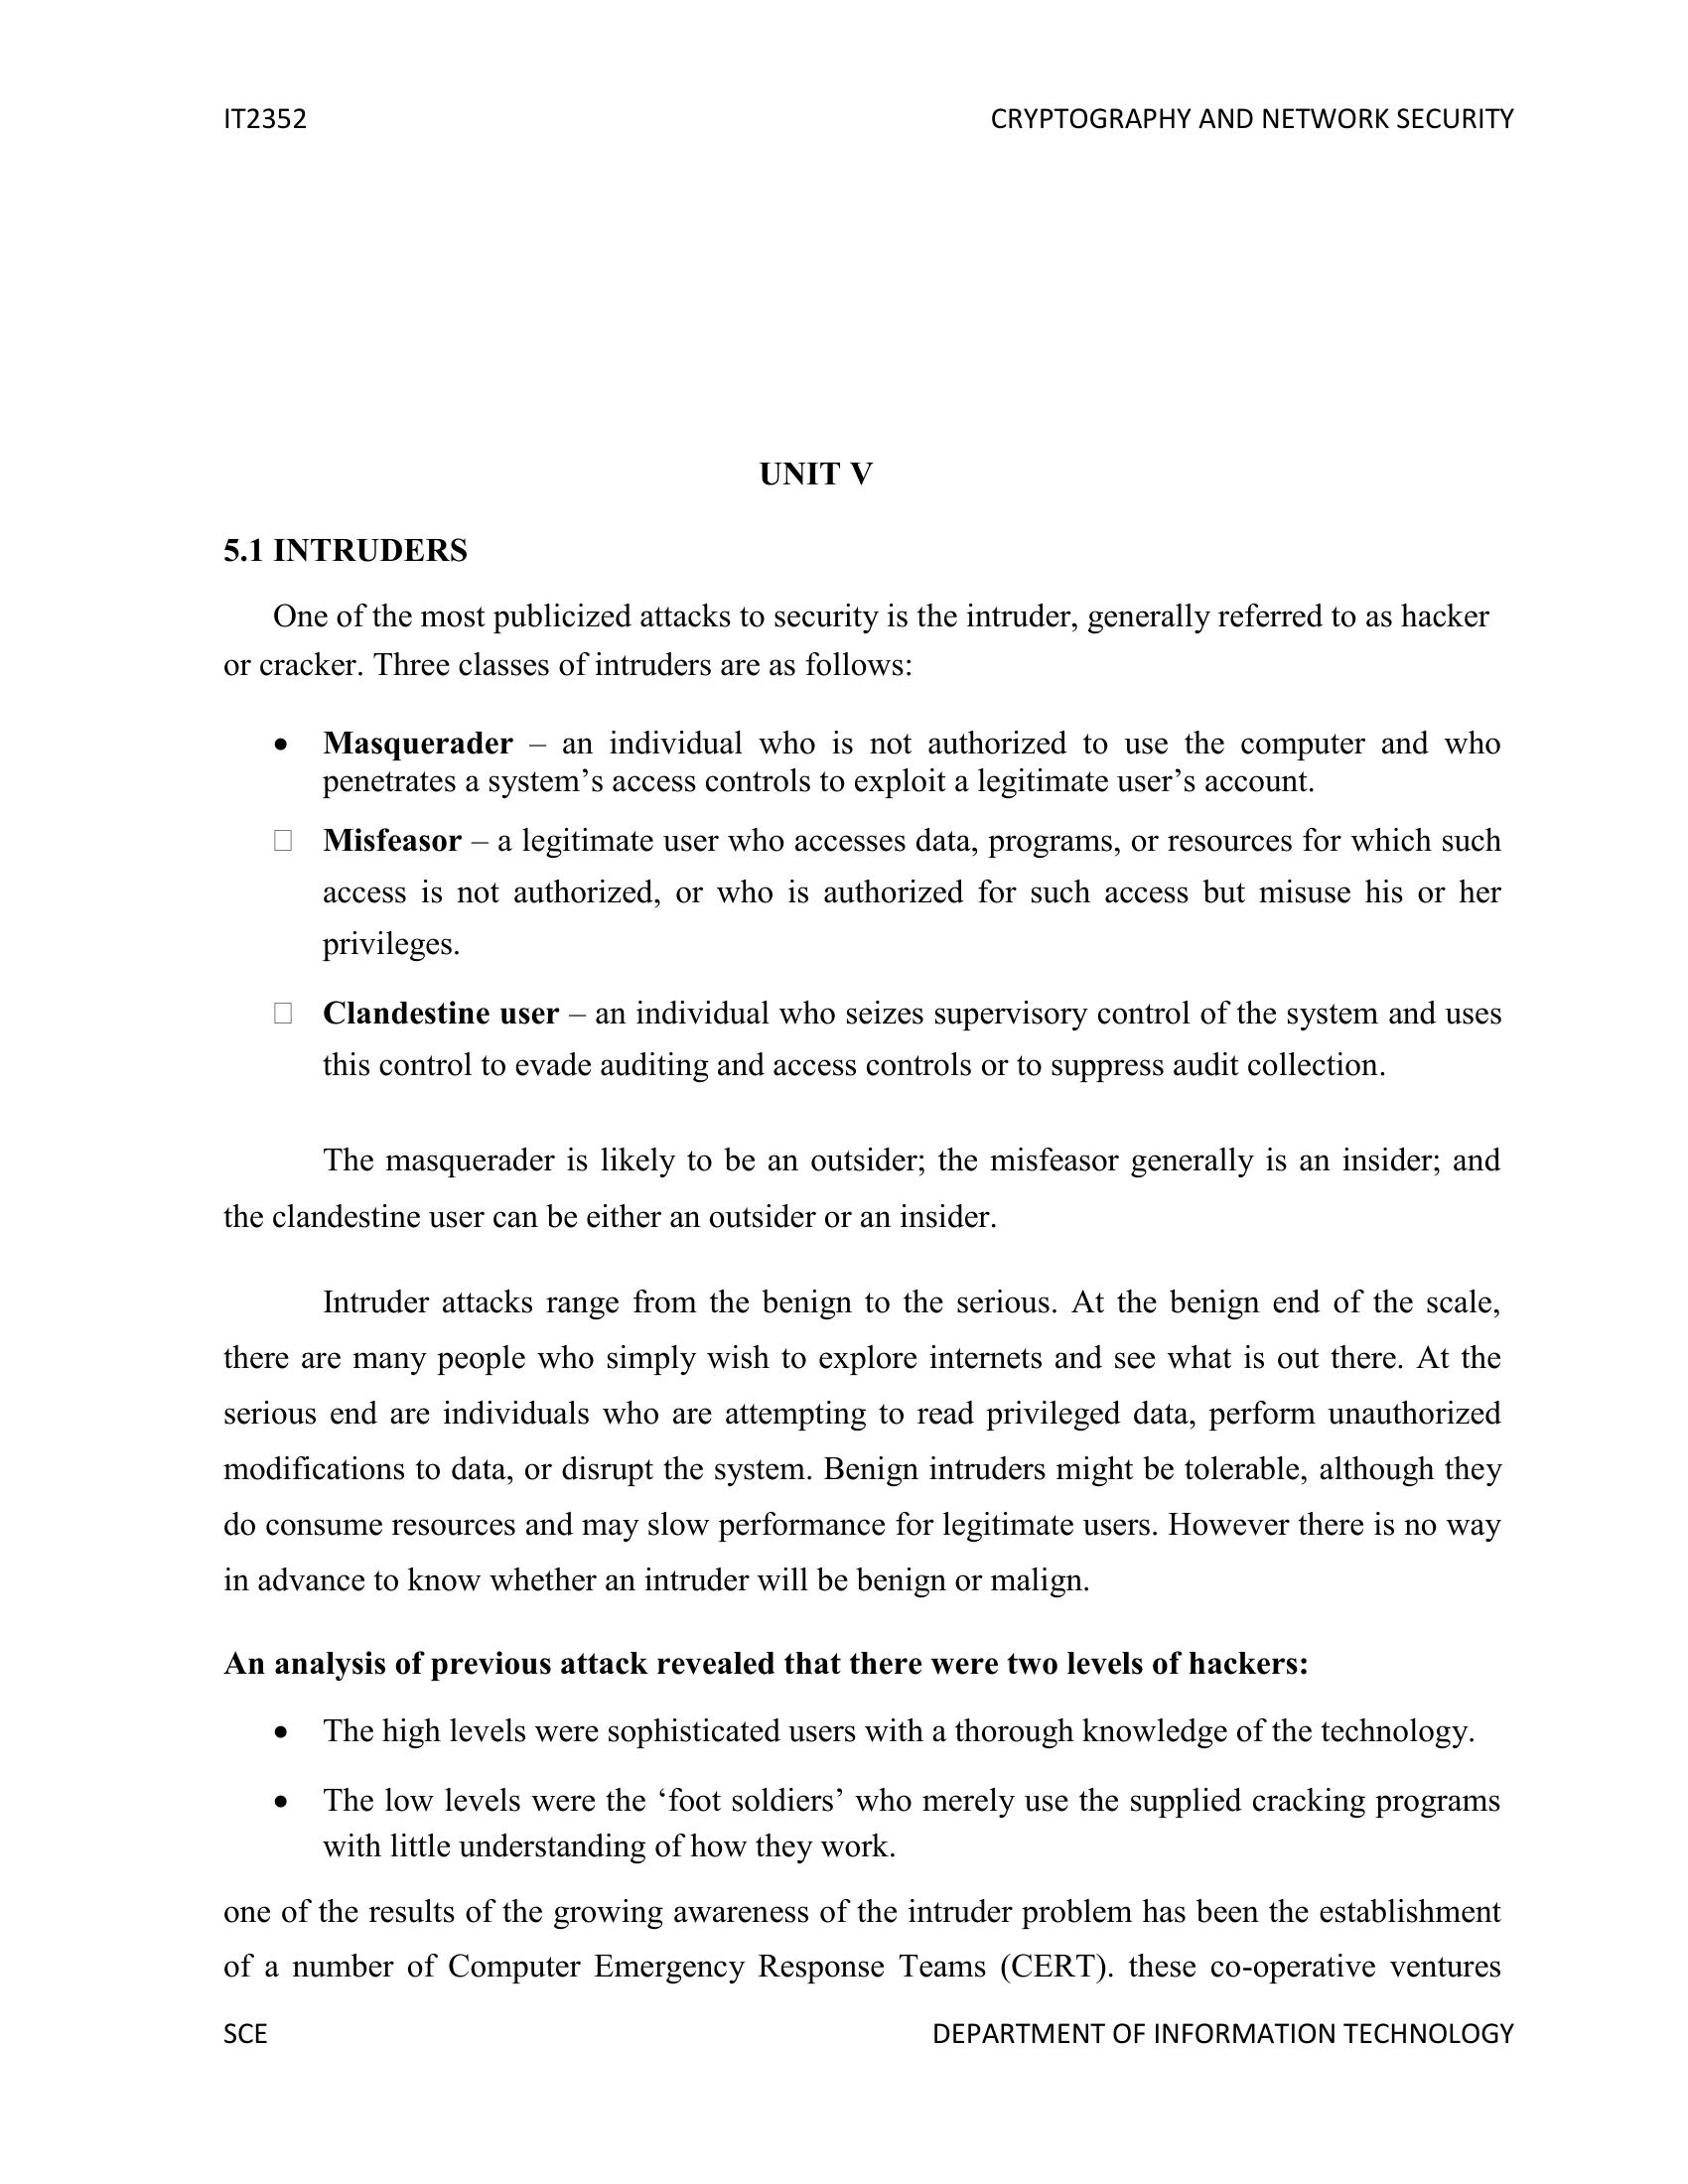 IT2352 CRYPTOGRAPHY AND NETWORK SECURITY
UNIT V
5.1 INTRUDERS
One of the most publicized attacks to security is the intruder, generally referred to as hacker
or cracker. Three classes of intruders are as follows:
• Masquerader – an individual who is not authorized to use the computer and who
penetrates a system’s access controls to exploit a legitimate user’s account.
□ Misfeasor – a legitimate user who accesses data, programs, or resources for which such
access is not authorized, or who is authorized for such access but misuse his or her
privileges.
□ Clandestine user – an individual who seizes supervisory control of the system and uses
this control to evade auditing and access controls or to suppress audit collection.
The masquerader is likely to be an outsider; the misfeasor generally is an insider; and
the clandestine user can be either an outsider or an insider.
Intruder attacks range from the benign to the serious. At the benign end of the scale,
there are many people who simply wish to explore internets and see what is out there. At the
serious end are individuals who are attempting to read privileged data, perform unauthorized
modifications to data, or disrupt the system. Benign intruders might be tolerable, although they
do consume resources and may slow performance for legitimate users. However there is no way
in advance to know whether an intruder will be benign or malign.
An analysis of previous attack revealed that there were two levels of hackers:
• The high levels were sophisticated users with a thorough knowledge of the technology.
• The low levels were the ‘foot soldiers’ who merely use the supplied cracking programs
with little understanding of how they work.
one of the results of the growing awareness of the intruder problem has been the establishment
of a number of Computer Emergency Response Teams (CERT). these co-operative ventures
SCE DEPARTMENT OF INFORMATION TECHNOLOGY